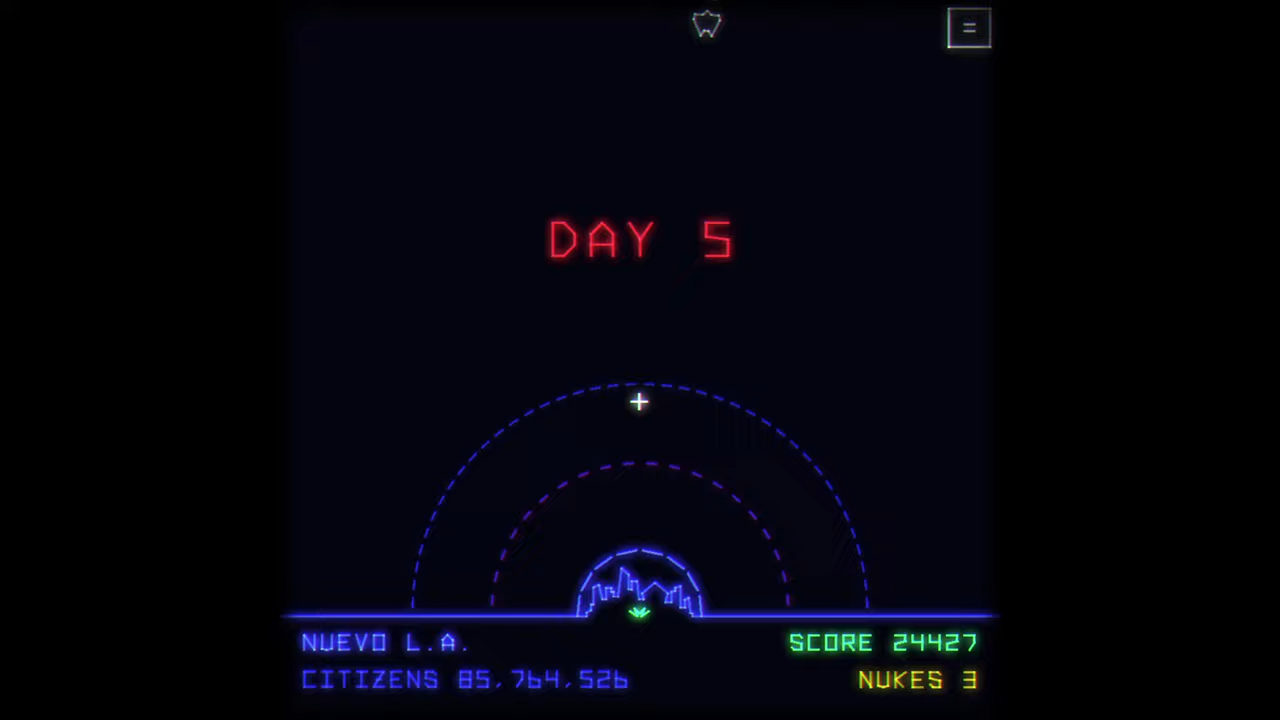 DAY 5
NUEVO L.A.
SCORE 24427
CITIZENS 85,764,526
NUKES 3